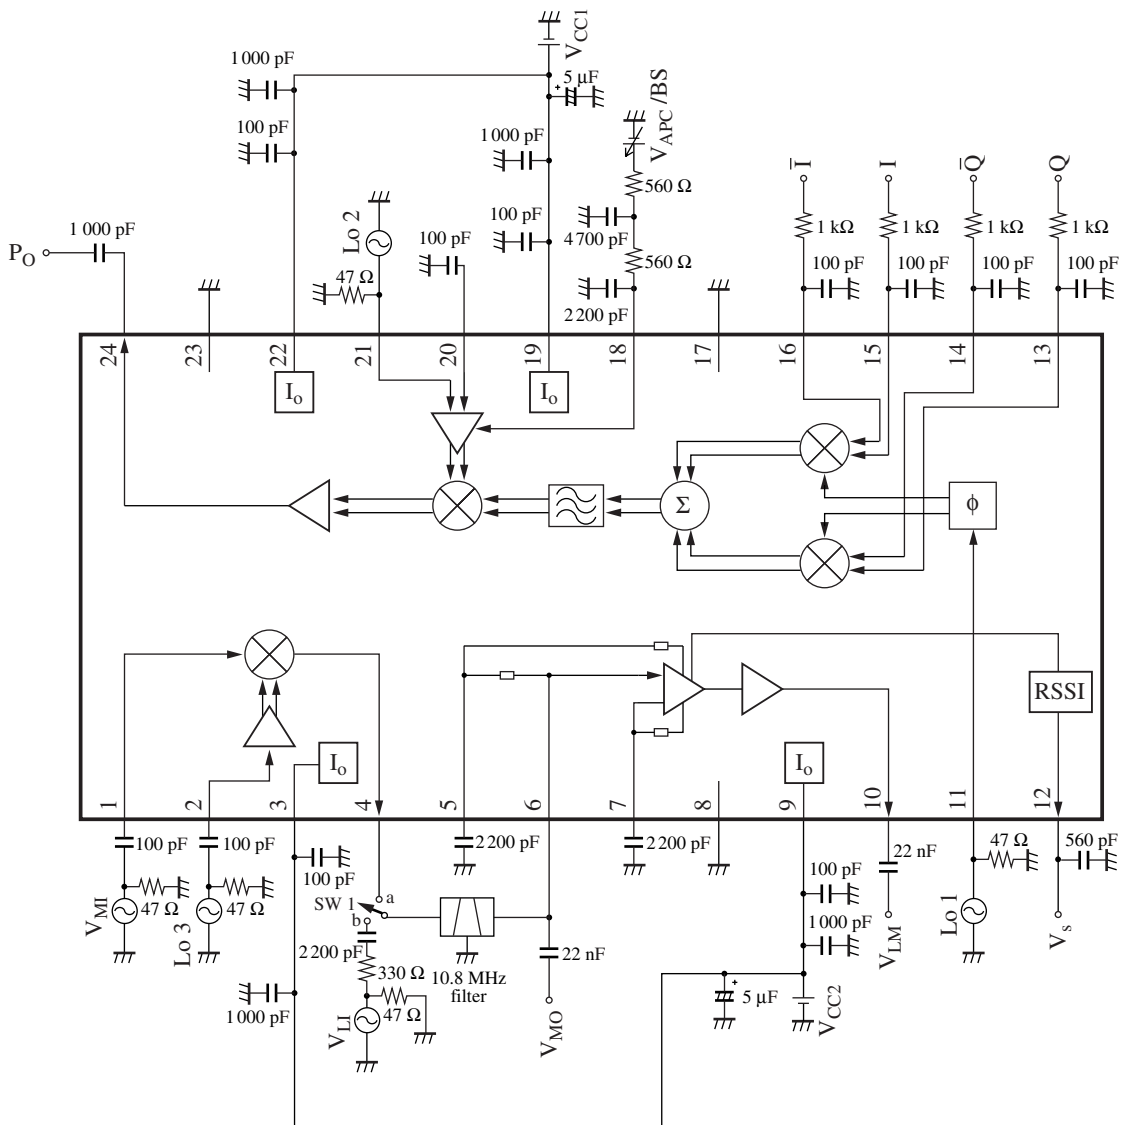 1 000 pF
V_CC1
5 µF
+
V_APC /BS
100 pF
1 000 pF
Ī
I
Q̄
Q
560 Ω
Lo 2
1 000 pF
P_O
100 pF
100 pF
4 700 pF
1 kΩ
1 kΩ
1 kΩ
1 kΩ
47 Ω
560 Ω
100 pF
100 pF
100 pF
100 pF
2 200 pF
24
23
22
21
20
19
18
17
16
15
14
13
I_o
I_o
Σ
ϕ
RSSI
I_o
I_o
1
2
3
4
5
6
7
8
9
10
11
12
100 pF
100 pF
2 200 pF
2 200 pF
22 nF
47 Ω
560 pF
100 pF
a
SW 1
b
47 Ω
47 Ω
V_MI
Lo 3
100 pF
1 000 pF
V_LM
Lo 1
V_s
2 200 pF
330 Ω
10.8 MHz
filter
22 nF
47 Ω
1 000 pF
V_LI
V_MO
+
5 µF
V_CC2